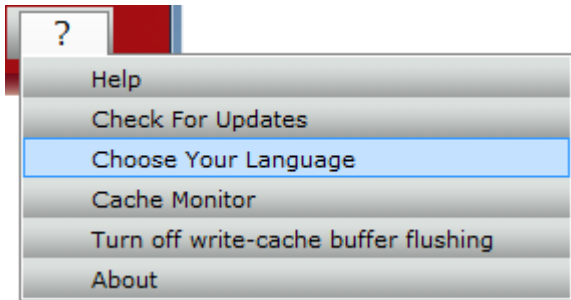 ?
Help
Check For Updates
Choose Your Language
Cache Monitor
Turn off write-cache buffer flushing
About